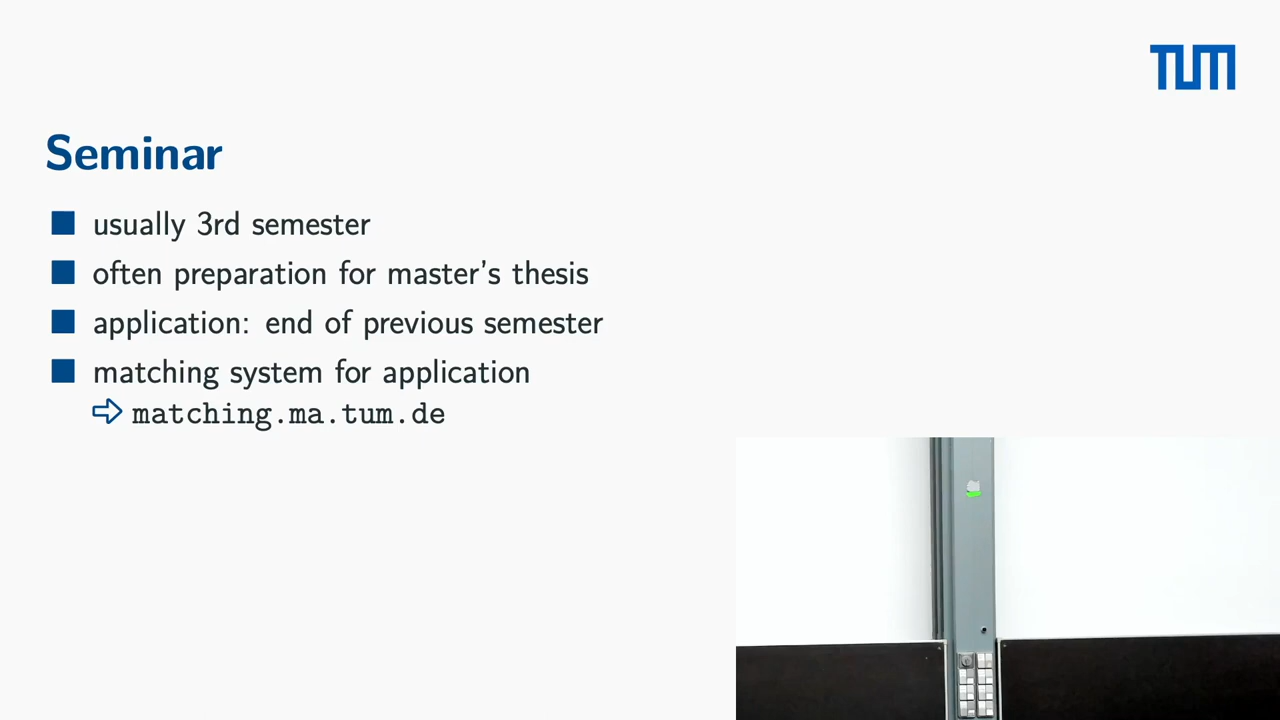 TUM
Seminar
usually 3rd semester
often preparation for master's thesis
application: end of previous semester
matching system for application
⇨ matching.ma.tum.de